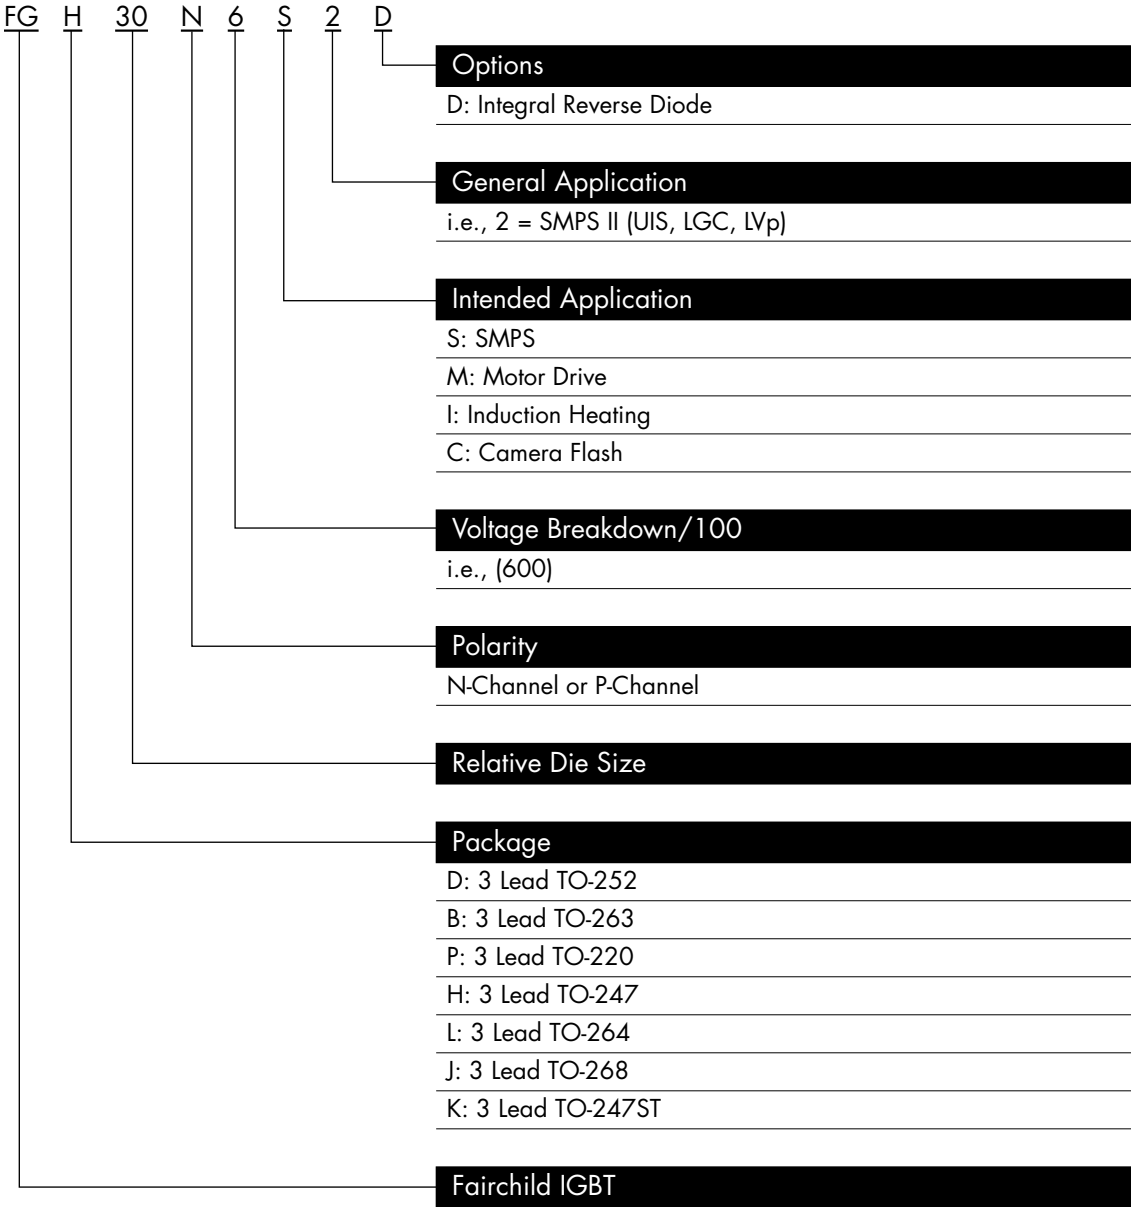 FG H 30 N 6 S 2 D
Options
D: Integral Reverse Diode
General Application
i.e., 2 = SMPS II (UIS, LGC, LVp)
Intended Application
S: SMPS
M: Motor Drive
I: Induction Heating
C: Camera Flash
Voltage Breakdown/100
i.e., (600)
Polarity
N-Channel or P-Channel
Relative Die Size
Package
D: 3 Lead TO-252
B: 3 Lead TO-263
P: 3 Lead TO-220
H: 3 Lead TO-247
L: 3 Lead TO-264
J: 3 Lead TO-268
K: 3 Lead TO-247ST
Fairchild IGBT